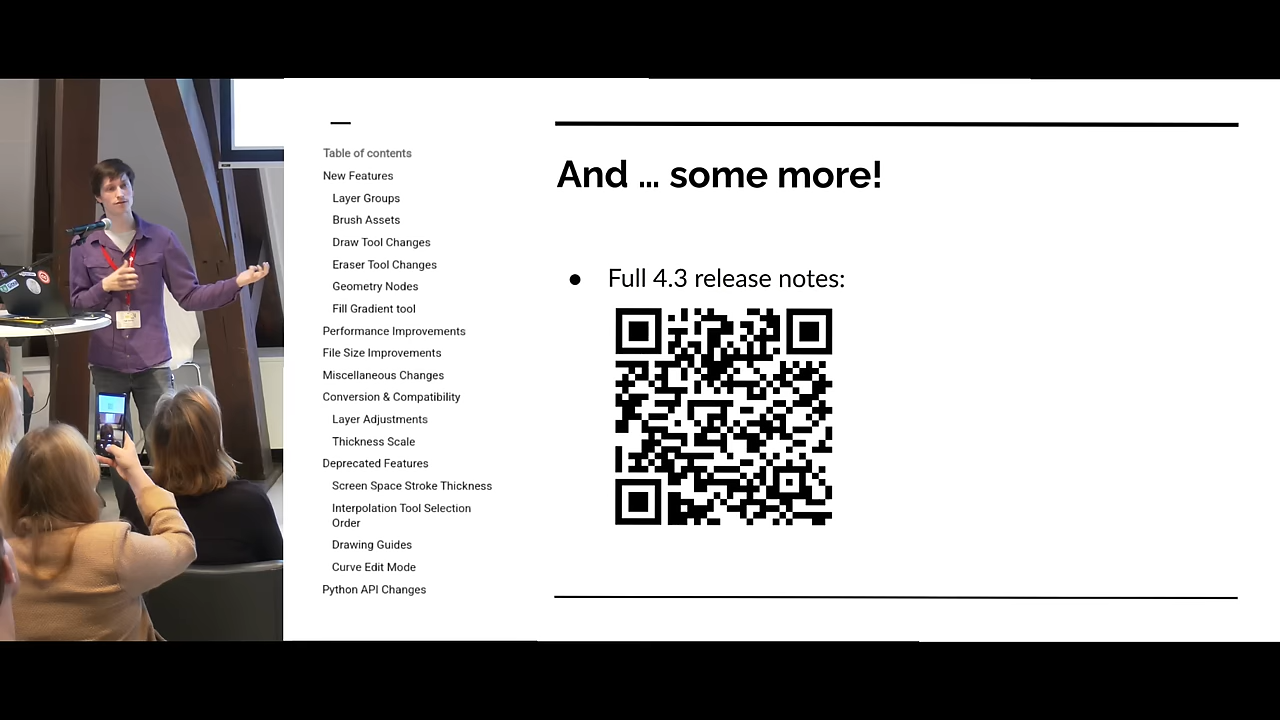 Table of contents
New Features
Layer Groups
Brush Assets
Draw Tool Changes
Eraser Tool Changes
Geometry Nodes
Fill Gradient tool
Performance Improvements
File Size Improvements
Miscellaneous Changes
Conversion & Compatibility
Layer Adjustments
Thickness Scale
Deprecated Features
Screen Space Stroke Thickness
Interpolation Tool Selection
Order
Drawing Guides
Curve Edit Mode
Python API Changes
And ... some more!
● Full 4.3 release notes: